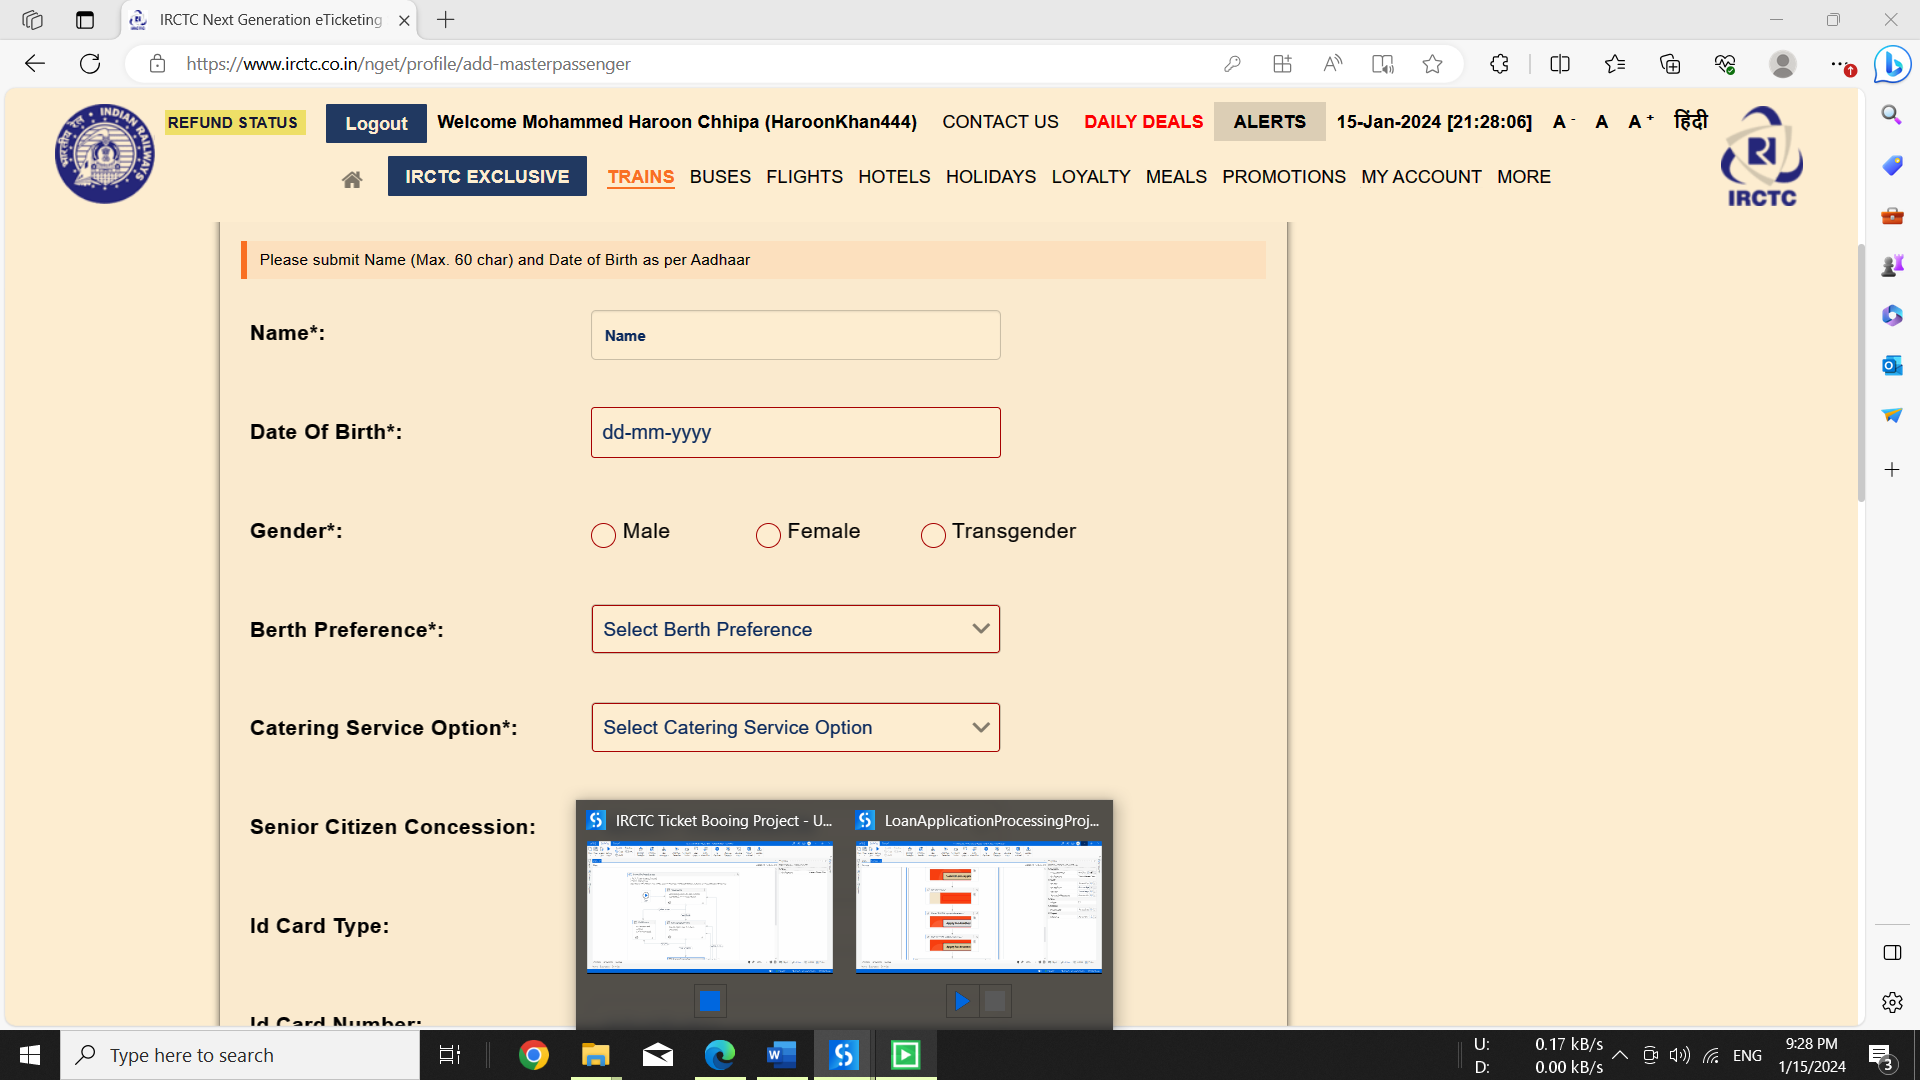 IRCTC Next Generation eTicketing
https://www.irctc.co.in/nget/profile/add-masterpassenger
INDIAN RAILWAYS
भारतीय रेल
REFUND STATUS
Logout
Welcome Mohammed Haroon Chhipa (HaroonKhan444)
CONTACT US
DAILY DEALS
ALERTS
15-Jan-2024 [21:28:06]
A -
A
A +
हिंदी
IRCTC
IRCTC EXCLUSIVE
TRAINS
BUSES
FLIGHTS
HOTELS
HOLIDAYS
LOYALTY
MEALS
PROMOTIONS
MY ACCOUNT
MORE
Please submit Name (Max. 60 char) and Date of Birth as per Aadhaar
Name*:
Name
Date Of Birth*:
dd-mm-yyyy
Gender*:
Male
Female
Transgender
Berth Preference*:
Select Berth Preference
Catering Service Option*:
Select Catering Service Option
Senior Citizen Concession:
IRCTC Ticket Booing Project - U...
LoanApplicationProcessingProj...
Id Card Type:
Id Card Number:
Type here to search
U: 0.17 kB/s
D: 0.00 kB/s
ENG
9:28 PM
1/15/2024
3